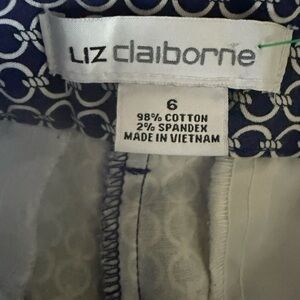 LIZ claiborne
6
98% COTTON
2% SPANDEX
MADE IN VIETNAM